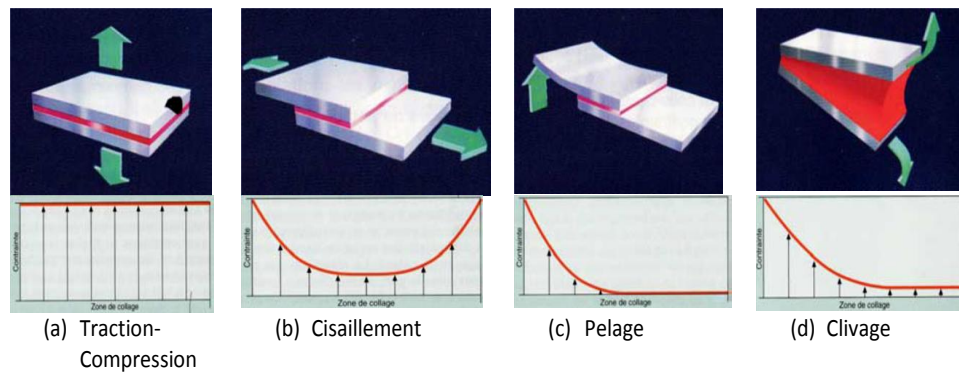 Contrainte
Zone de collage
Contrainte
Zone de collage
Contrainte
Zone de collage
Contrainte
Zone de collage
(a) Traction-
Compression
(b) Cisaillement
(c) Pelage
(d) Clivage